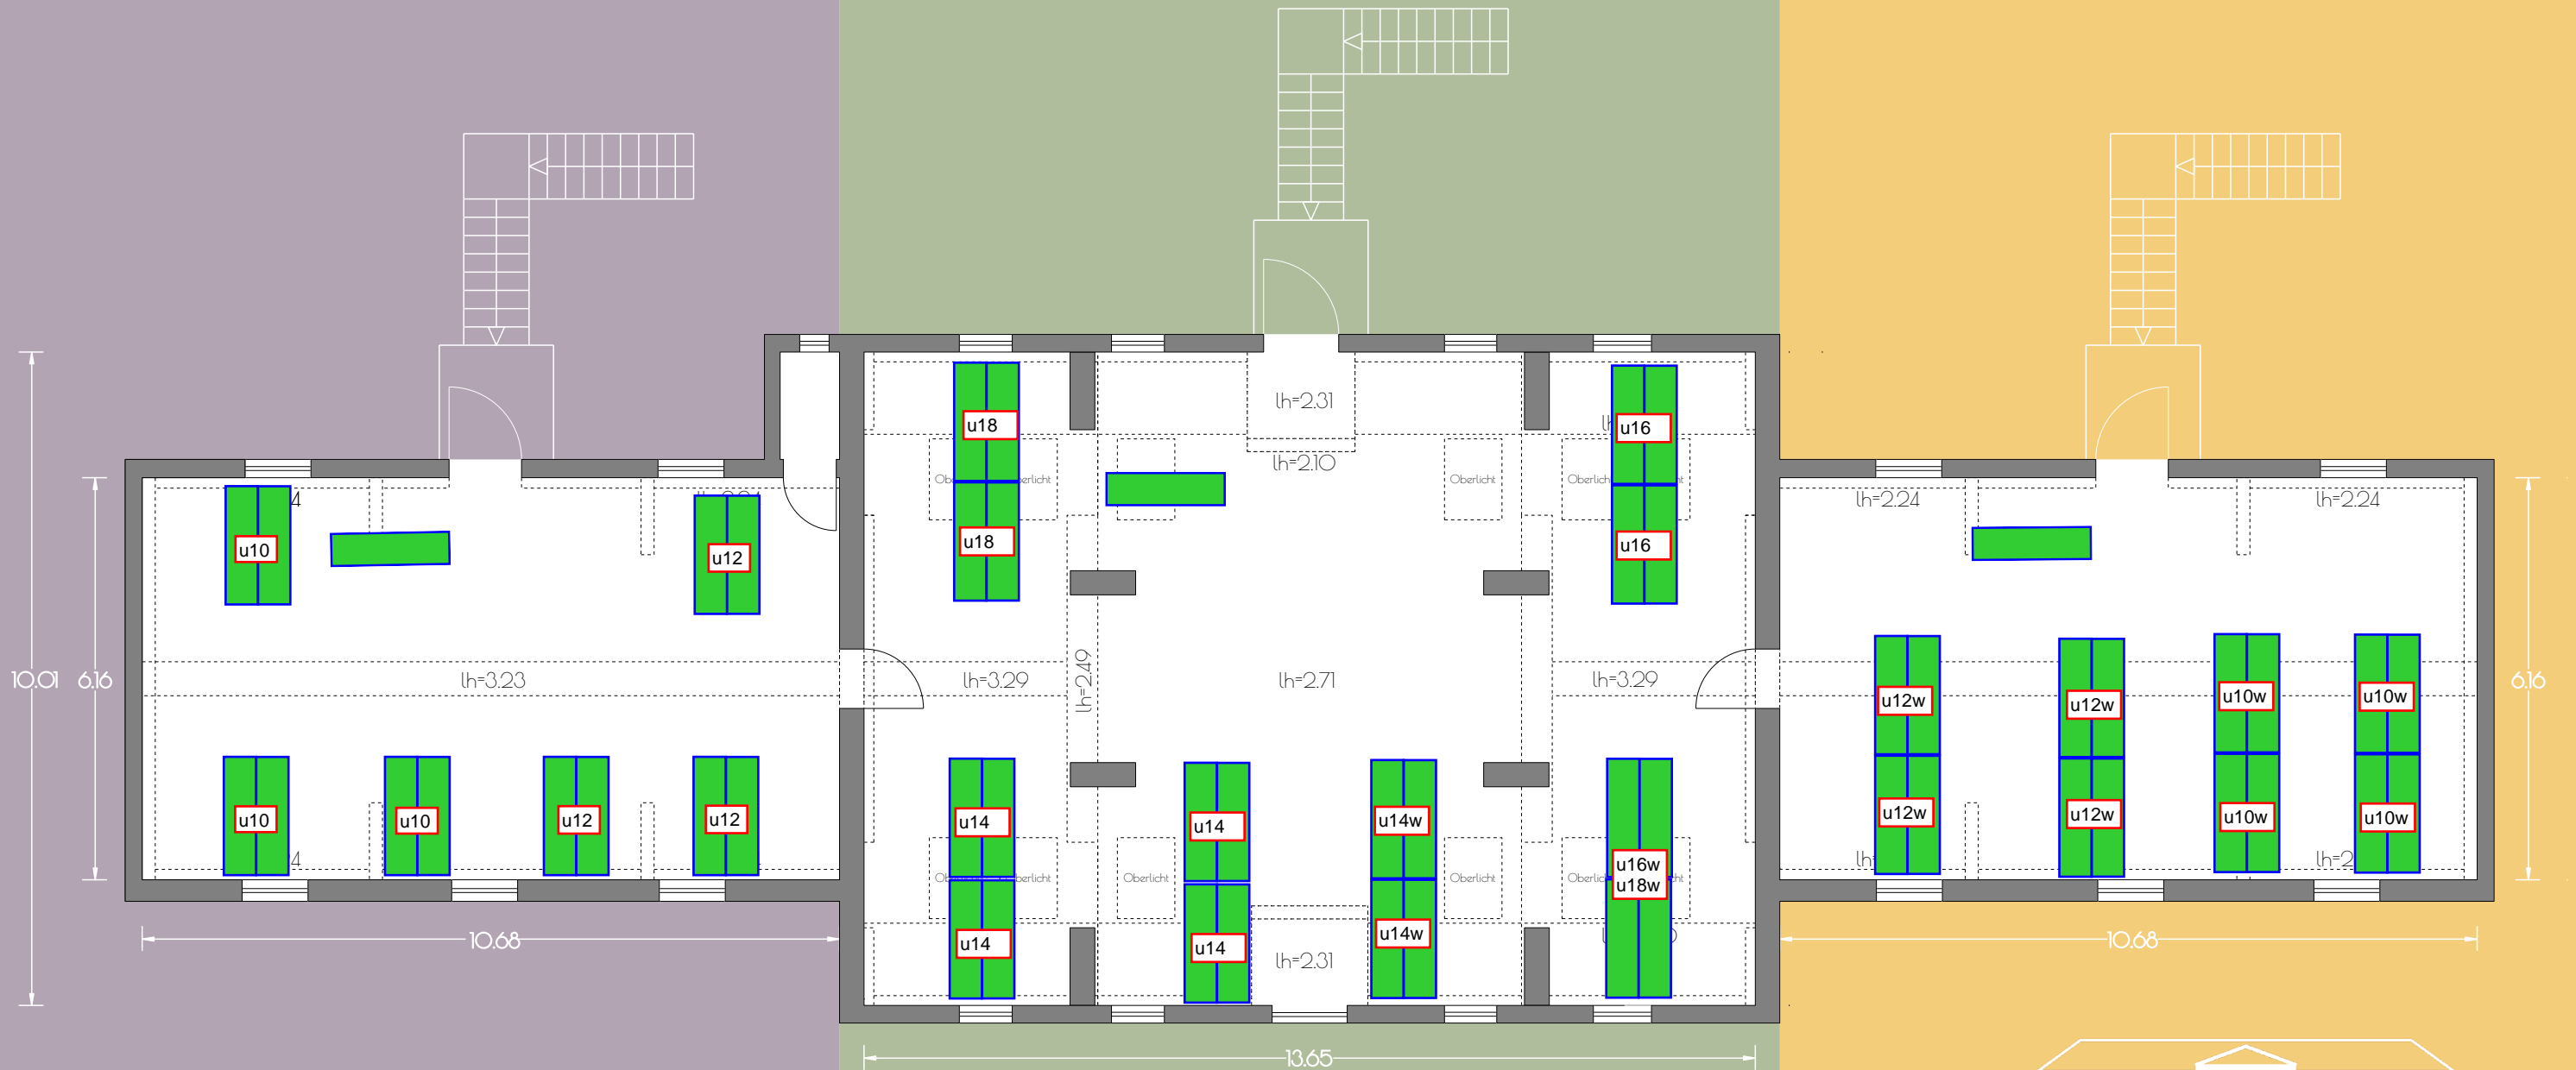 lh=2.31
u18
u16
lh=2.10
Oberlicht
lh=2.24
lh=2.24
u10
u12
u18
u16
10.01
6.16
lh=3.23
lh=3.29
lh=2.49
lh=2.71
lh=3.29
6.16
u12w
u12w
u10w
u10w
u10
u10
u12
u12
u14
u14
u14w
u12w
u12w
u10w
u10w
u16w
u18w
Oberlicht
Oberlicht
u14
u14
u14w
lh=2.31
10.68
10.68
13.65